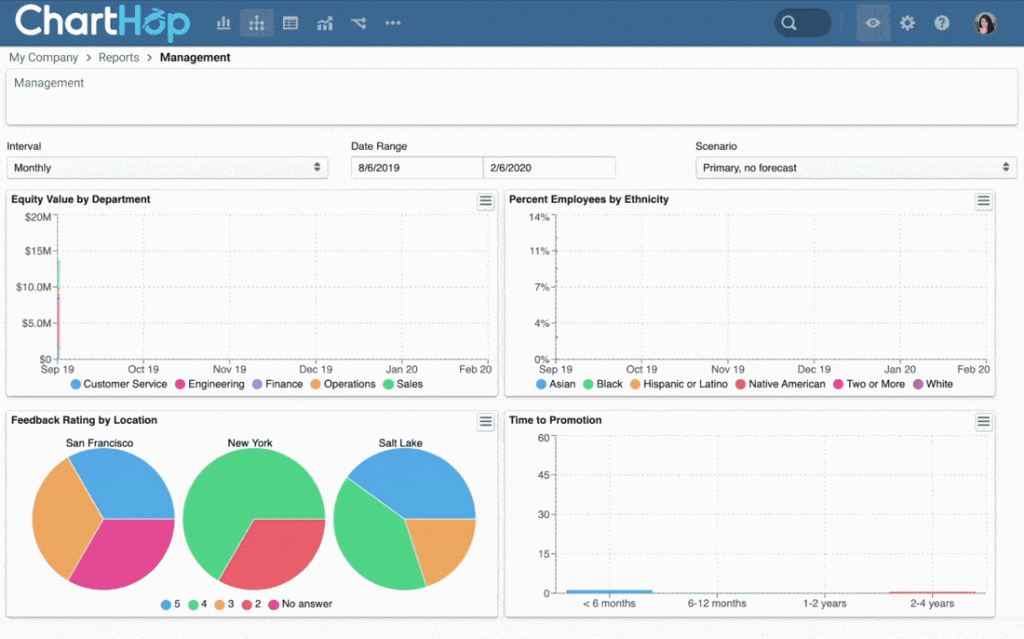 ChartHop
My Company > Reports > Management
Management
Interval
Date Range
Scenario
Monthly
8/6/2019
2/6/2020
Primary, no forecast
Equity Value by Department
$20M
$15M
$10.0M
$5.0M
$0
Sep 19 Oct 19 Nov 19 Dec 19 Jan 20 Feb 20
Customer Service Engineering Finance Operations Sales
Percent Employees by Ethnicity
14%
11%
7%
4%
0%
Sep 19 Oct 19 Nov 19 Dec 19 Jan 20 Feb 20
Asian Black Hispanic or Latino Native American Two or More White
Feedback Rating by Location
San Francisco New York Salt Lake
5 4 3 2 No answer
Time to Promotion
60
45
30
15
0
< 6 months 6-12 months 1-2 years 2-4 years